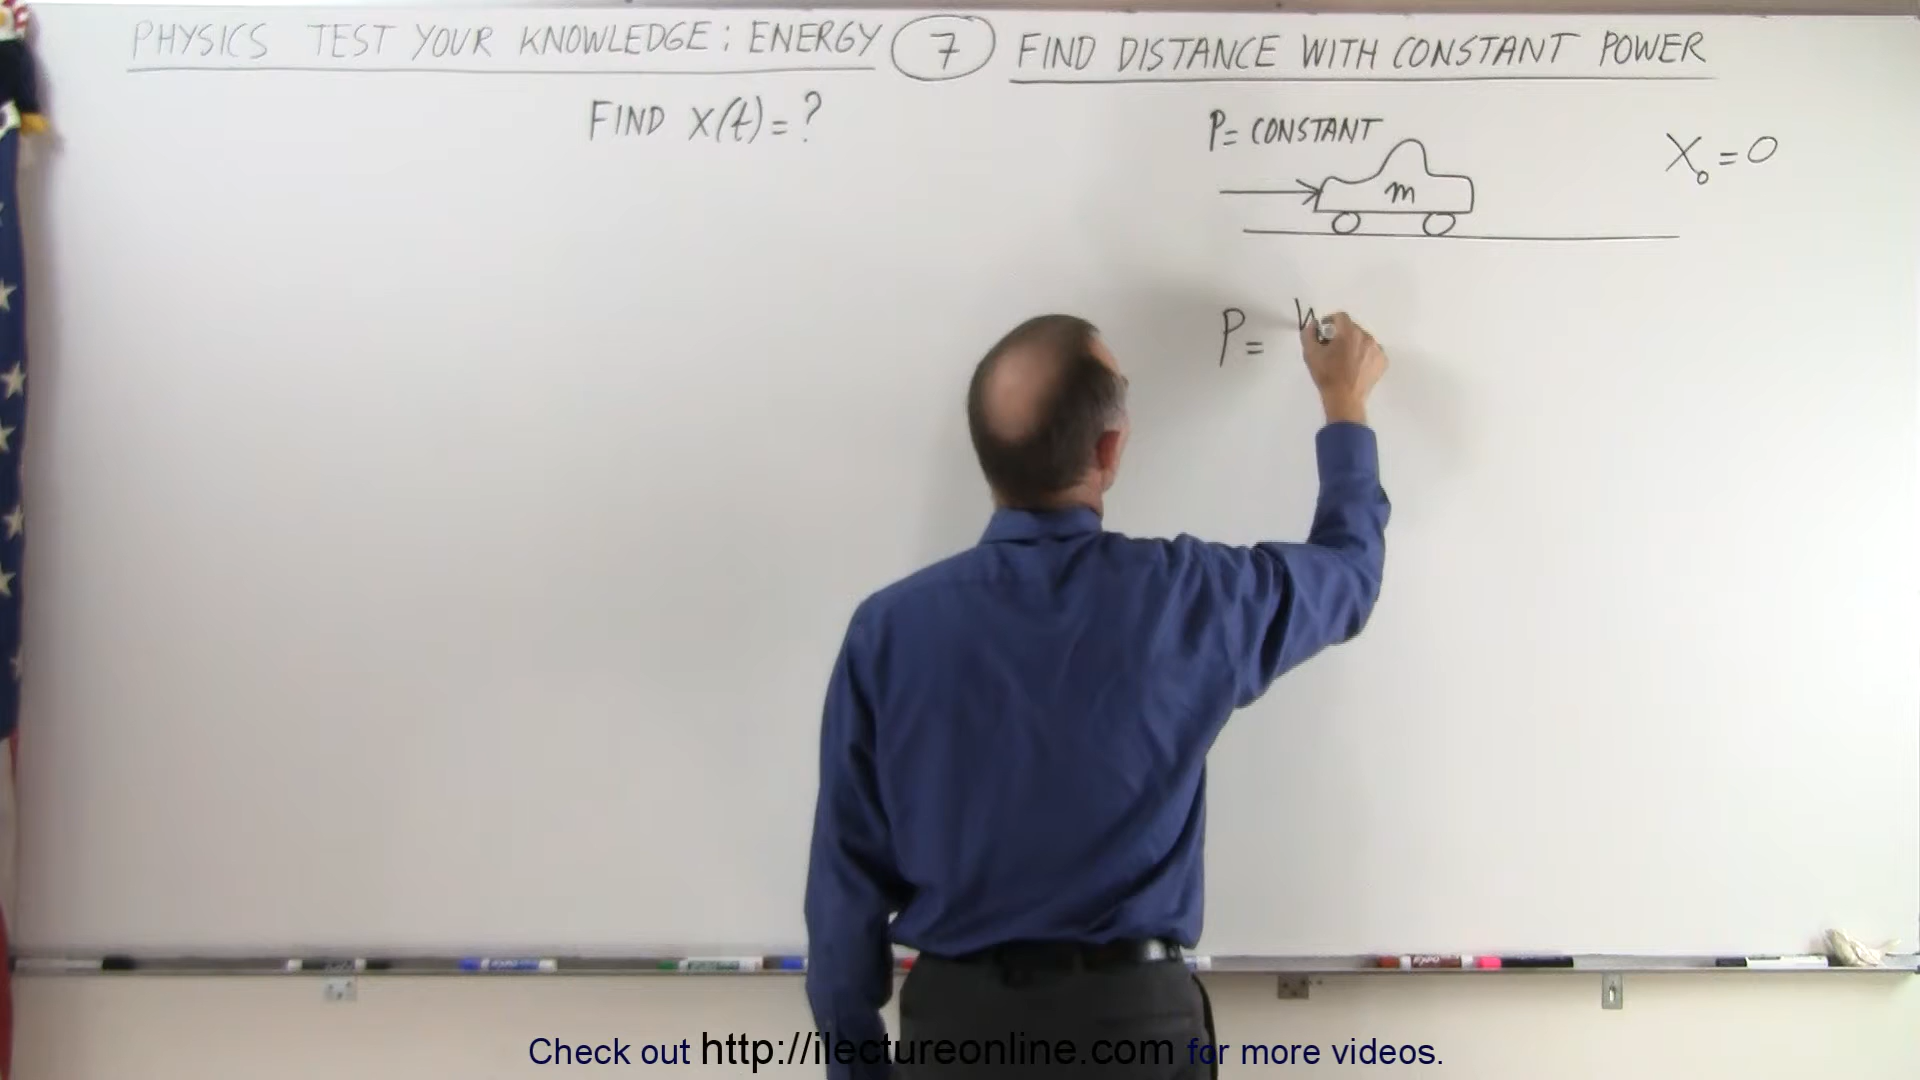 PHYSICS TEST YOUR KNOWLEDGE: ENERGY 7 FIND DISTANCE WITH CONSTANT POWER
FIND X(t) = ?
P = CONSTANT
X₀ = 0
m
P =
Check out http://ilectureonline.com for more videos.